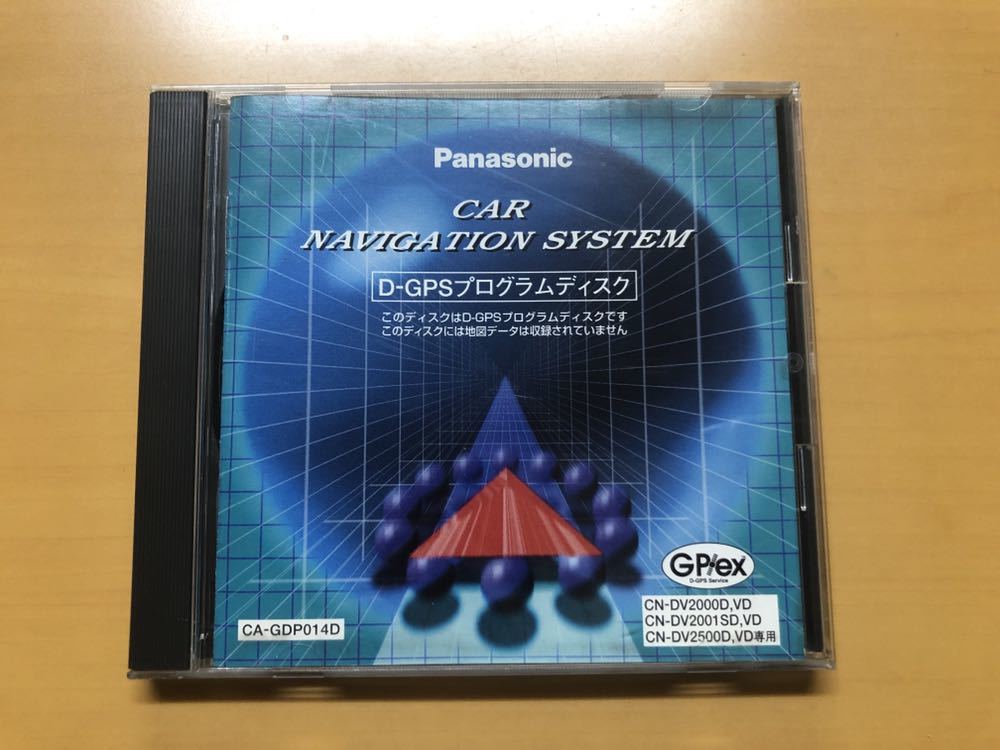 Panasonic
CAR
NAVIGATION SYSTEM
D-GPSプログラムディスク
このディスクはD-GPSプログラムディスクです
このディスクには地図データは収録されていません
GPex
D-GPS Service
CN-DV2000D,VD
CN-DV2001SD,VD
CN-DV2500D,VD専用
CA-GDP014D